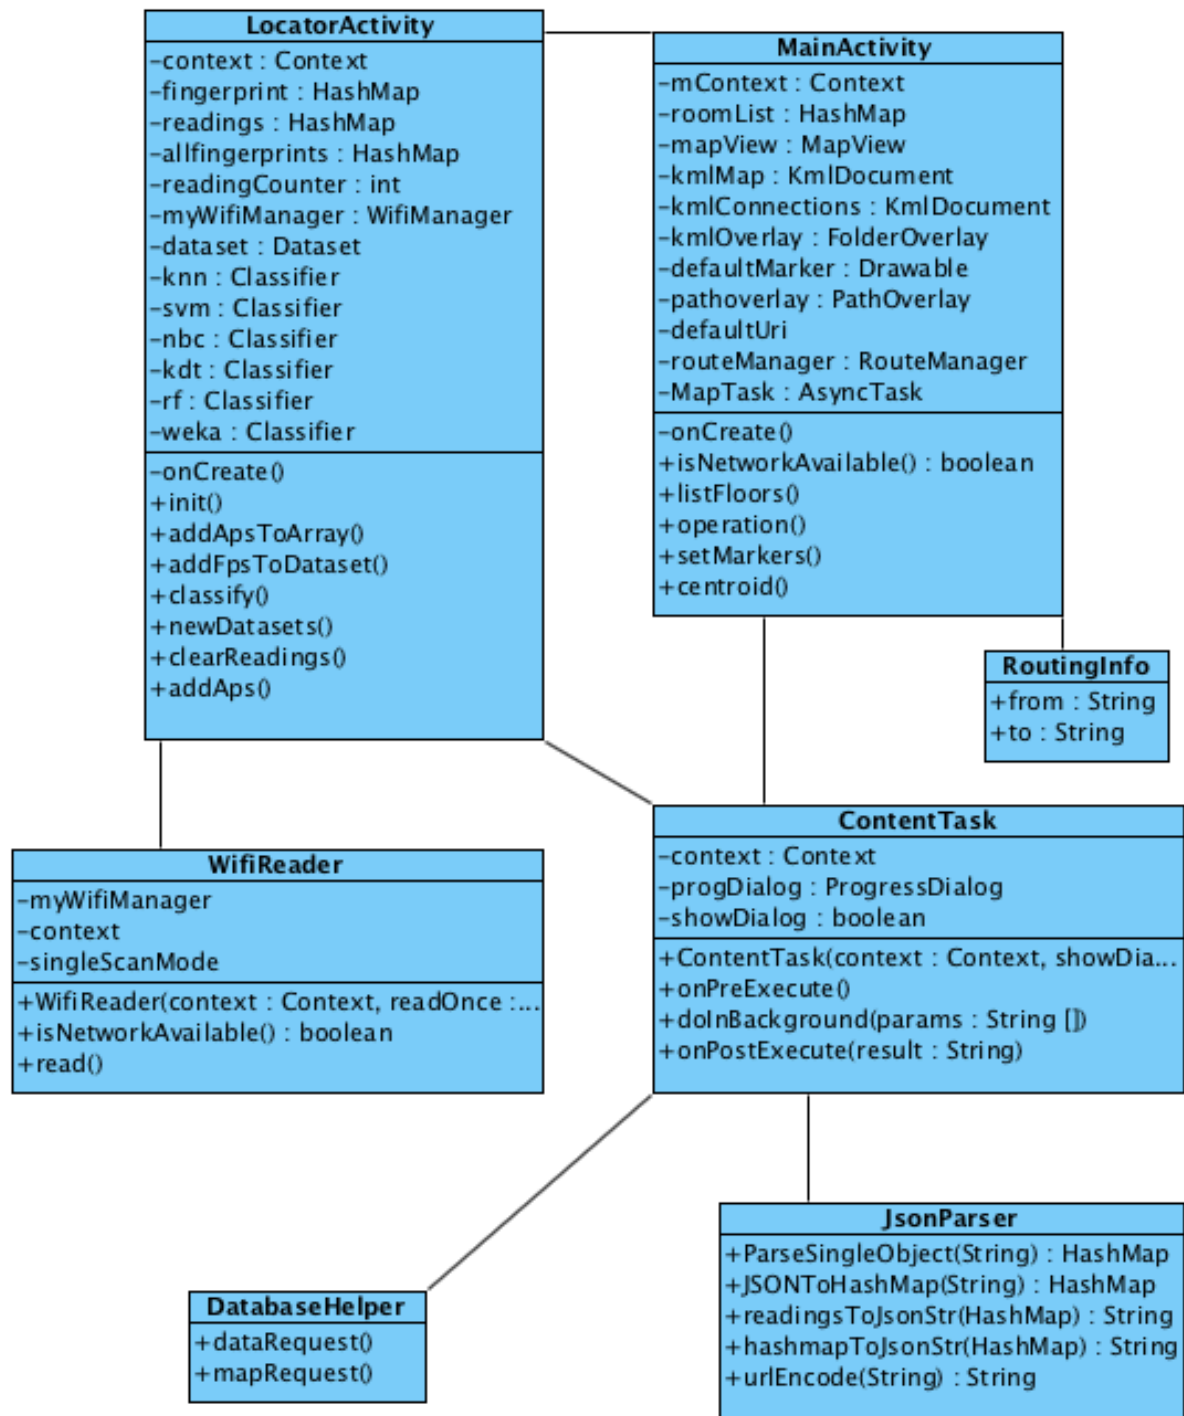 LocatorActivity
-context : Context
-fingerprint : HashMap
-readings : HashMap
-allfingerprints : HashMap
-readingCounter : int
-myWifiManager : WifiManager
-dataset : Dataset
-knn : Classifier
-svm : Classifier
-nbc : Classifier
-kdt : Classifier
-rf : Classifier
-weka : Classifier
-onCreate()
+init()
+addApsToArray()
+addFpsToDataset()
+classify()
+newDatasets()
+clearReadings()
+addAps()
MainActivity
-mContext : Context
-roomList : HashMap
-mapView : MapView
-kmlMap : KmlDocument
-kmlConnections : KmlDocument
-kmlOverlay : FolderOverlay
-defaultMarker : Drawable
-pathoverlay : PathOverlay
-defaultUri
-routeManager : RouteManager
-MapTask : AsyncTask
-onCreate()
+isNetworkAvailable() : boolean
+listFloors()
+operation()
+setMarkers()
+centroid()
RoutingInfo
+from : String
+to : String
WifiReader
-myWifiManager
-context
-singleScanMode
+WifiReader(context : Context, readOnce :...
+isNetworkAvailable() : boolean
+read()
ContentTask
-context : Context
-progDialog : ProgressDialog
-showDialog : boolean
+ContentTask(context : Context, showDia...
+onPreExecute()
+doInBackground(params : String [])
+onPostExecute(result : String)
DatabaseHelper
+dataRequest()
+mapRequest()
JsonParser
+ParseSingleObject(String) : HashMap
+JSONToHashMap(String) : HashMap
+readingsToJsonStr(HashMap) : String
+hashmapToJsonStr(HashMap) : String
+urlEncode(String) : String